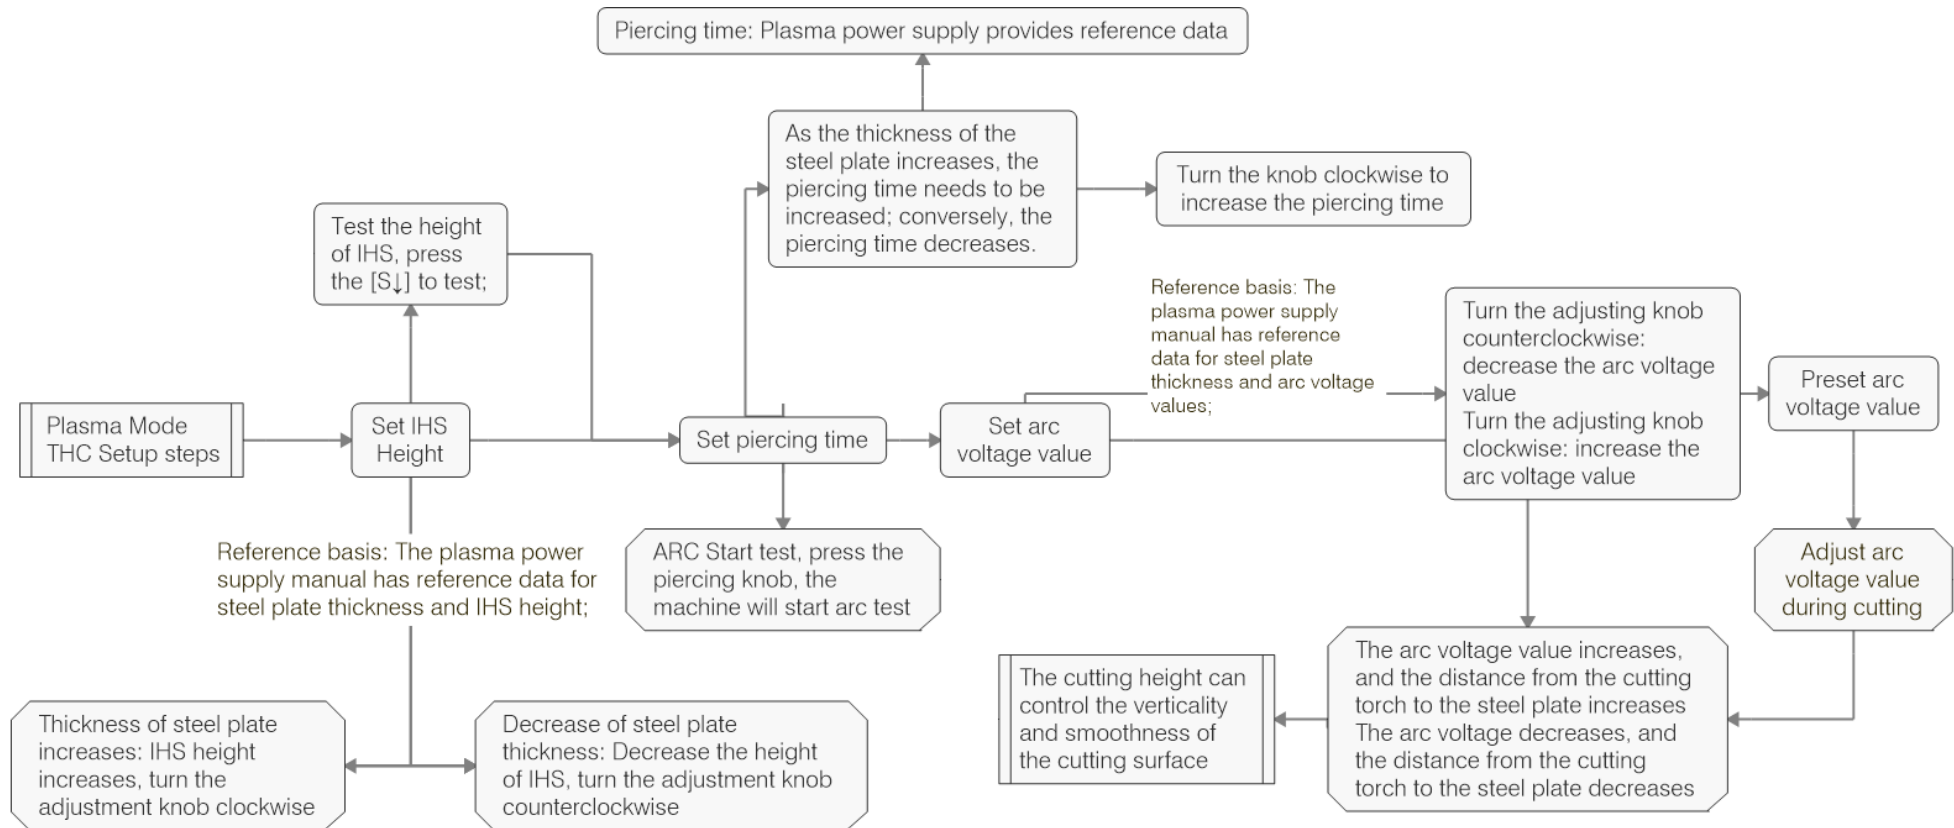 Piercing time: Plasma power supply provides reference data
As the thickness of the
steel plate increases, the
piercing time needs to be
increased; conversely, the
piercing time decreases.
Turn the knob clockwise to
increase the piercing time
Test the height
of IHS, press
the [S↓] to test;
Reference basis: The
plasma power supply
manual has reference
data for steel plate
thickness and arc voltage
values;
Turn the adjusting knob
counterclockwise:
decrease the arc voltage
value
Turn the adjusting knob
clockwise: increase the
arc voltage value
Preset arc
voltage value
Plasma Mode
THC Setup steps
Set IHS
Height
Set piercing time
Set arc
voltage value
Reference basis: The plasma power
supply manual has reference data for
steel plate thickness and IHS height;
ARC Start test, press the
piercing knob, the
machine will start arc test
Adjust arc
voltage value
during cutting
The cutting height can
control the verticality
and smoothness of
the cutting surface
The arc voltage value increases,
and the distance from the cutting
torch to the steel plate increases
The arc voltage decreases, and
the distance from the cutting
torch to the steel plate decreases
Thickness of steel plate
increases: IHS height
increases, turn the
adjustment knob clockwise
Decrease of steel plate
thickness: Decrease the height
of IHS, turn the adjustment knob
counterclockwise